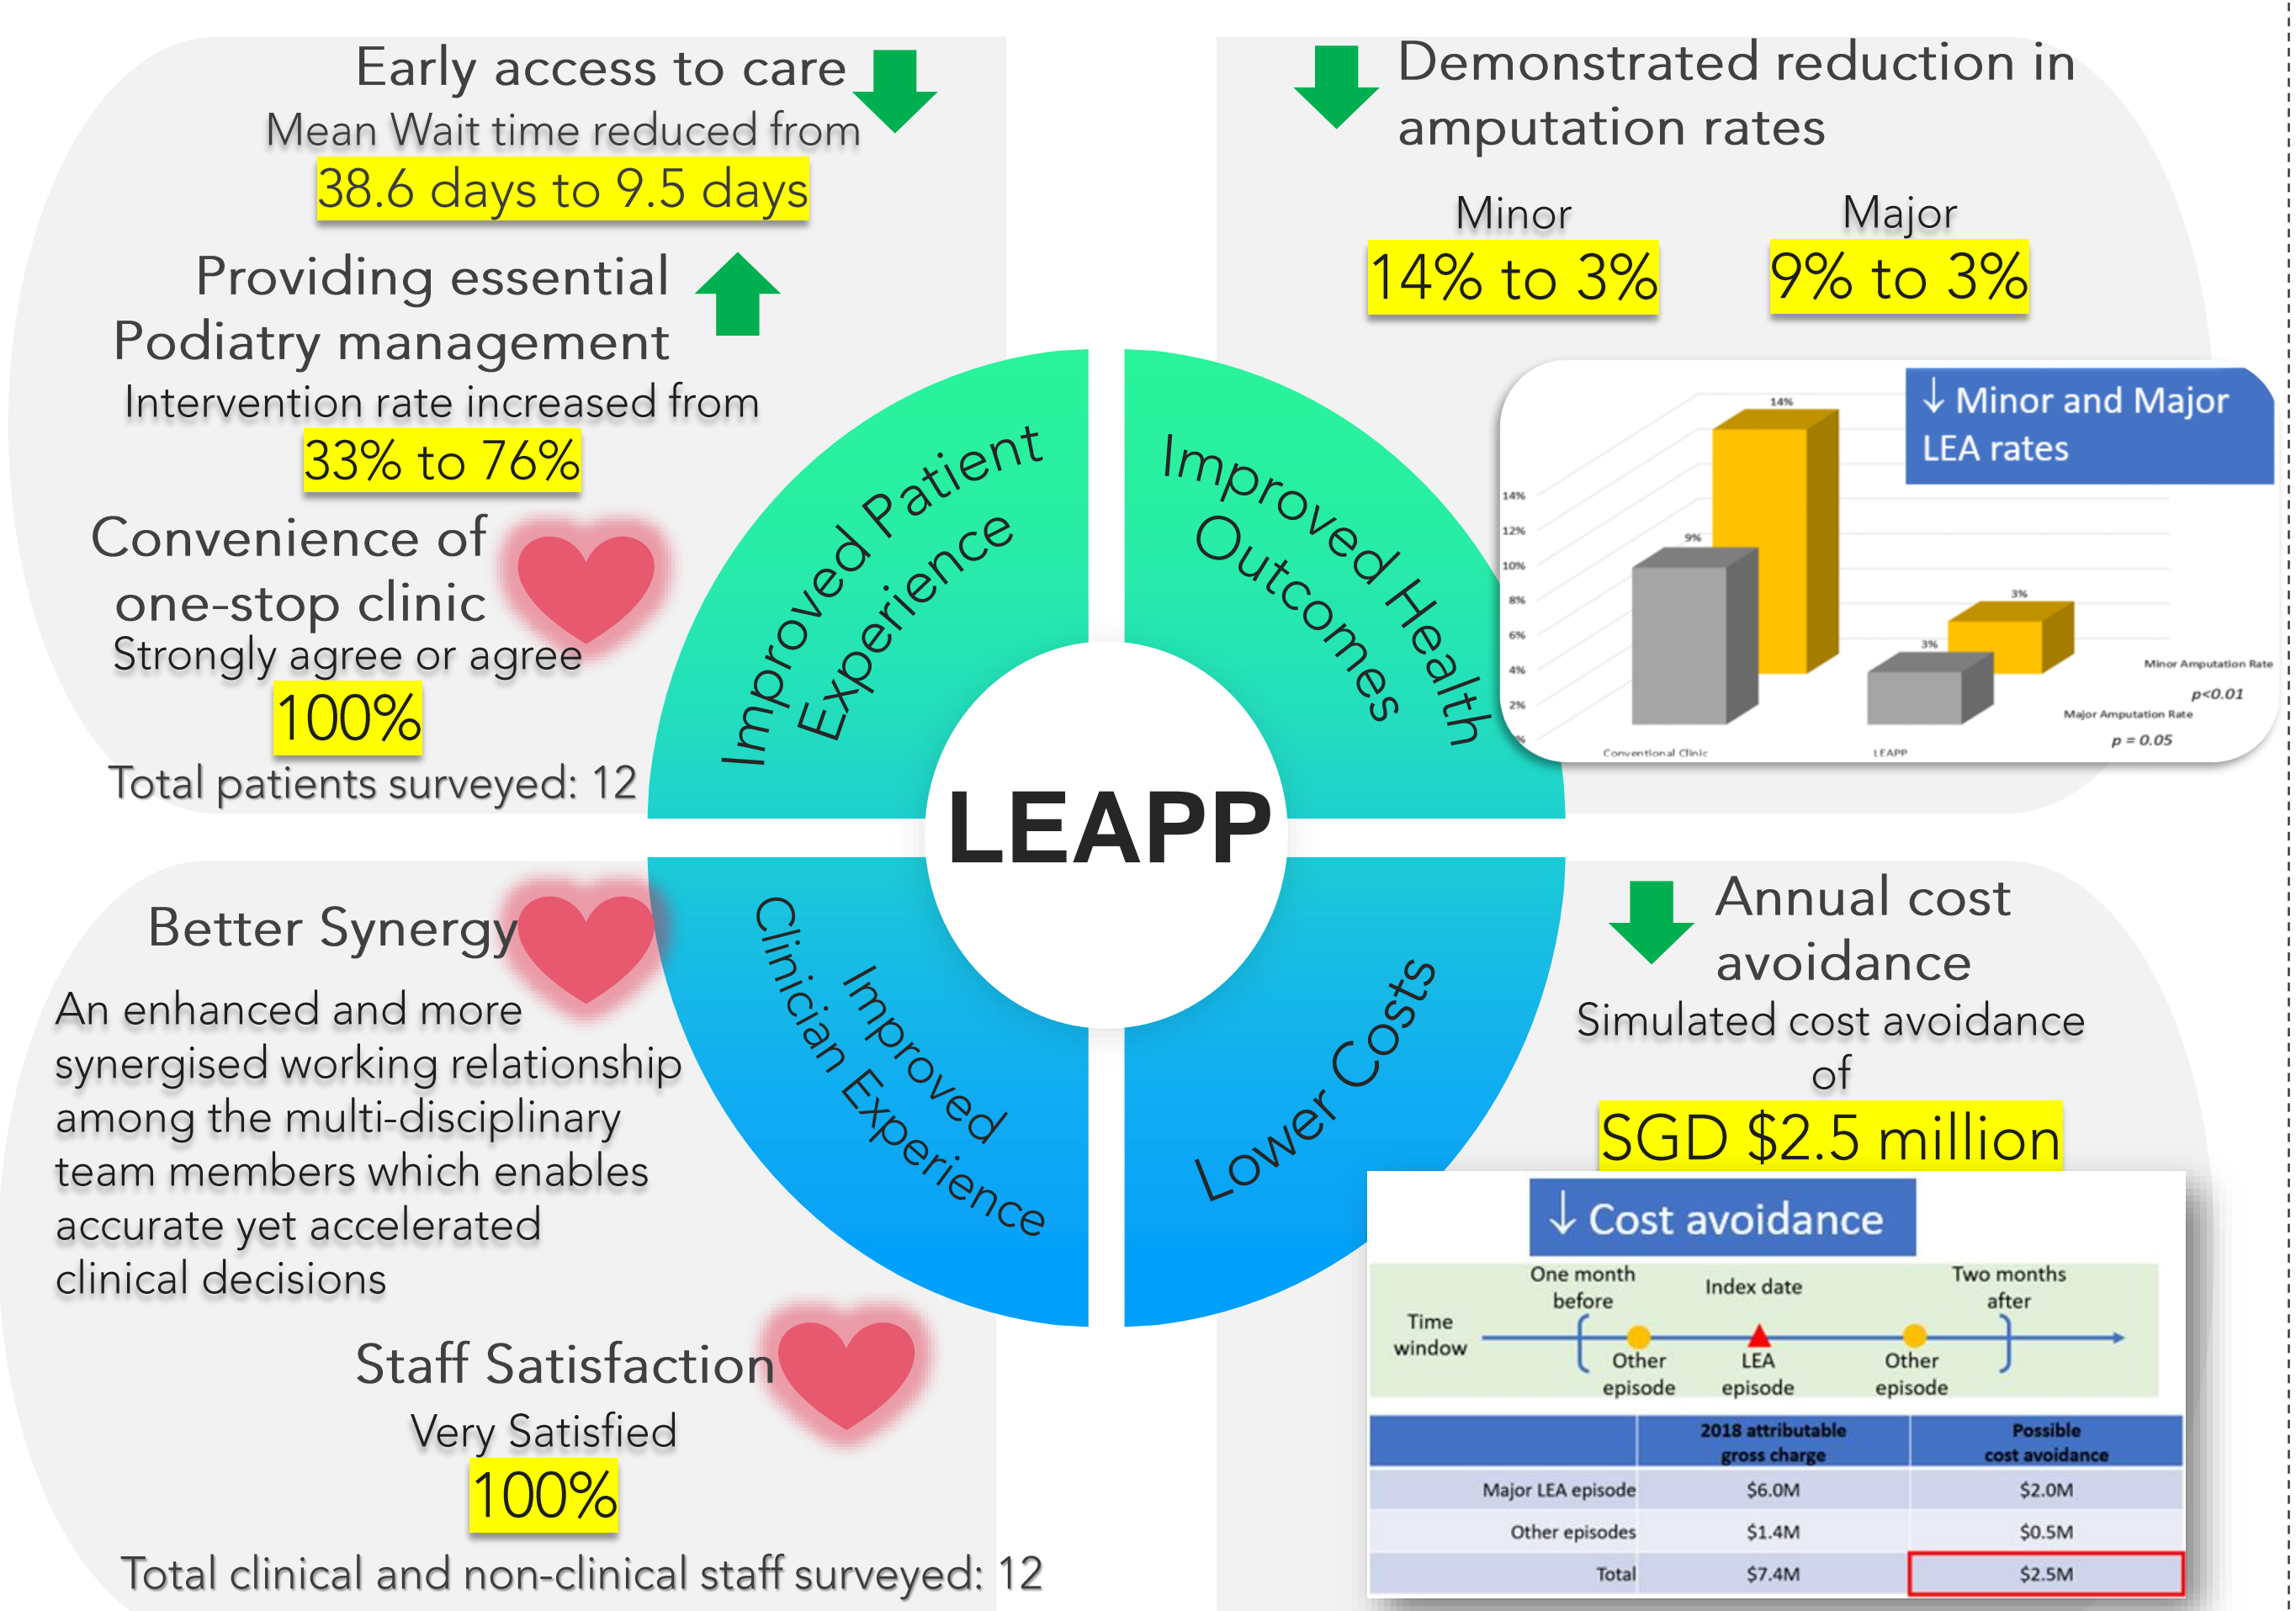 Early access to care
Mean Wait time reduced from
38.6 days to 9.5 days
Providing essential
Podiatry management
Intervention rate increased from
33% to 76%
Convenience of
one-stop clinic
Strongly agree or agree
100%
Total patients surveyed: 12
Demonstrated reduction in
amputation rates
Minor
Major
14% to 3%
9% to 3%
↓ Minor and Major
LEA rates
14%
12%
10%
8%
6%
4%
2%
14%
9%
3%
3%
Minor Amputation Rate
p<0.01
Major Amputation Rate
p = 0.05
Conventional Clinic
LEAPP
Improved Patient
Experience
Improved Health
Outcomes
LEAPP
Improved
Clinician Experience
Lower Costs
Better Synergy
An enhanced and more
synergised working relationship
among the multi-disciplinary
team members which enables
accurate yet accelerated
clinical decisions
Staff Satisfaction
Very Satisfied
100%
Total clinical and non-clinical staff surveyed: 12
Annual cost
avoidance
Simulated cost avoidance
of
SGD $2.5 million
↓ Cost avoidance
One month
before
Index date
Two months
after
Time
window
Other
episode
LEA
episode
Other
episode
2018 attributable
gross charge
Possible
cost avoidance
Major LEA episode $6.0M $2.0M
Other episodes $1.4M $0.5M
Total $7.4M $2.5M